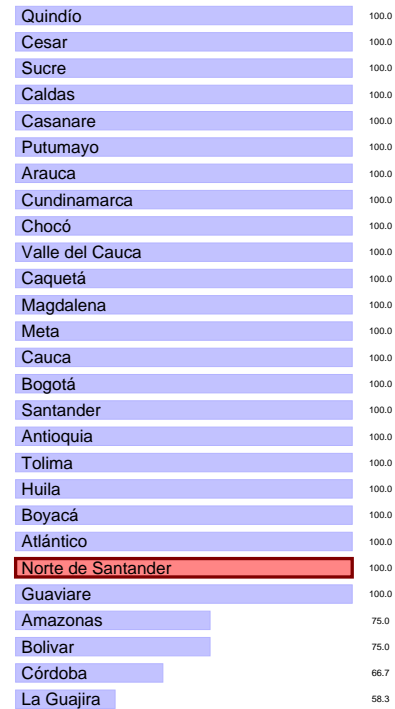 Quindío 100.0
Cesar 100.0
Sucre 100.0
Caldas 100.0
Casanare 100.0
Putumayo 100.0
Arauca 100.0
Cundinamarca 100.0
Chocó 100.0
Valle del Cauca 100.0
Caquetá 100.0
Magdalena 100.0
Meta 100.0
Cauca 100.0
Bogotá 100.0
Santander 100.0
Antioquia 100.0
Tolima 100.0
Huila 100.0
Boyacá 100.0
Atlántico 100.0
Norte de Santander 100.0
Guaviare 100.0
Amazonas 75.0
Bolivar 75.0
Córdoba 66.7
La Guajira 58.3